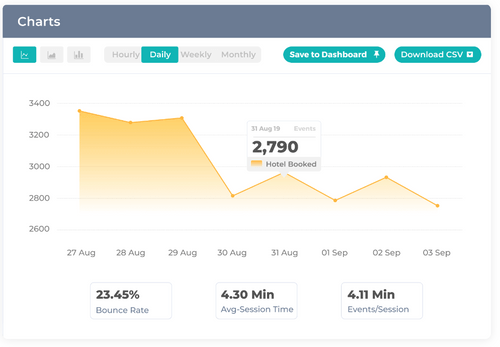 Charts
Hourly Daily Weekly Monthly Save to Dashboard Download CSV
3400
3200
3000
2800
2600
31 Aug 19 Events
2,790
Hotel Booked
27 Aug 28 Aug 29 Aug 30 Aug 31 Aug 01 Sep 02 Sep 03 Sep
23.45%
Bounce Rate
4.30 Min
Avg-Session Time
4.11 Min
Events/Session